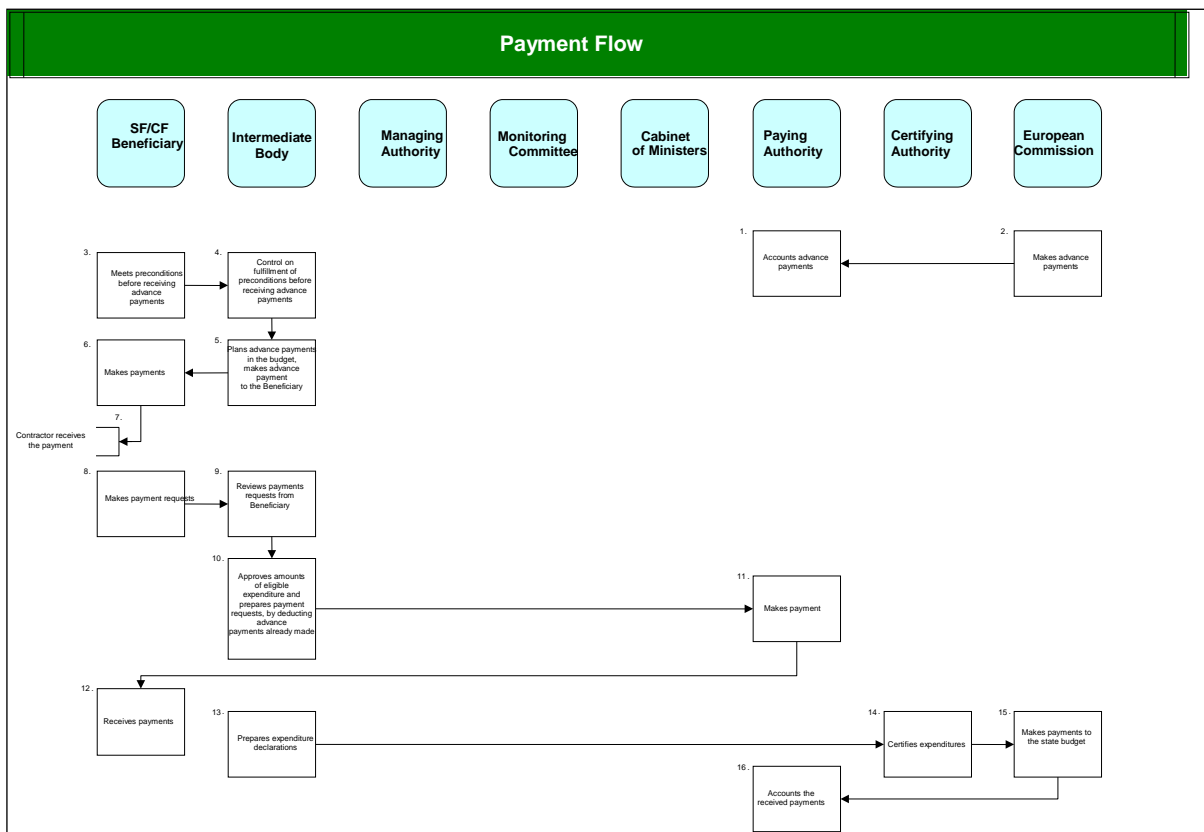 Payment Flow
SF/CF
Beneficiary
Intermediate
Body
Managing
Authority
Monitoring
Committee
Cabinet
of Ministers
Paying
Authority
Certifying
Authority
European
Commission
1.
Accounts advance
payments
2.
Makes advance
payments
3.
Meets preconditions
before receiving
advance
payments
4.
Control on
fulfillment of
preconditions before
receiving advance
payments
5.
Plans advance payments
in the budget,
makes advance
payment
to the Beneficiary
6.
Makes payments
7.
Contractor receives
the payment
8.
Makes payment requests
9.
Reviews payments
requests from
Beneficiary
10.
Approves amounts
of eligible
expenditure and
prepares payment
requests, by deducting
advance
payments already made
11.
Makes payment
12.
Receives payments
13.
Prepares expenditure
declarations
14.
Certifies expenditures
15.
Makes payments to
the state budget
16.
Accounts the
received payments